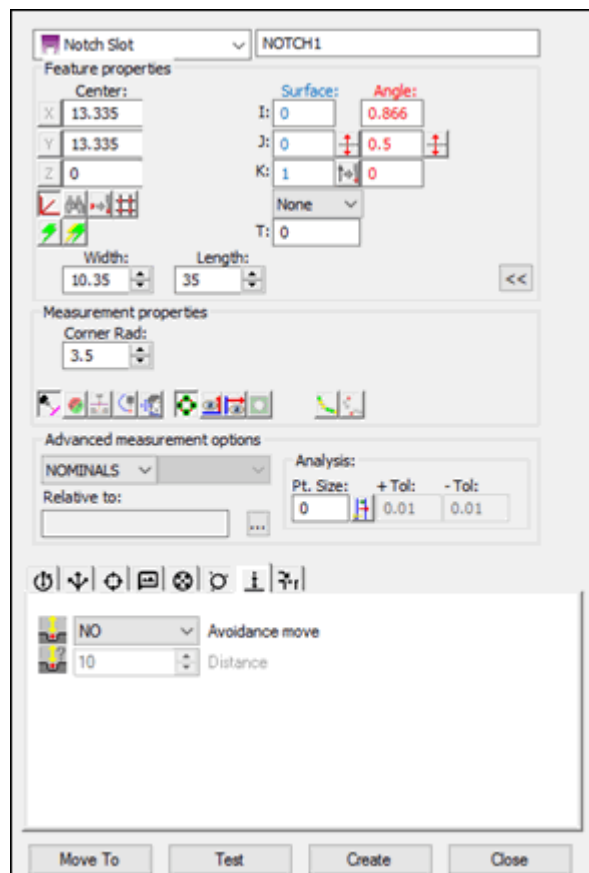 Notch Slot NOTCH1
Feature properties
Center: Surface: Angle:
X 13.335 I: 0 0.866
Y 13.335 J: 0 0.5
Z 0 K: 1 0
None
T: 0
Width: Length:
10.35 35 <<
Measurement properties
Corner Rad:
3.5
Advanced measurement options
NOMINALS Analysis:
Pt. Size: + Tol: - Tol:
Relative to: 0 0.01 0.01
...
NO Avoidance move
10 Distance
Move To Test Create Close